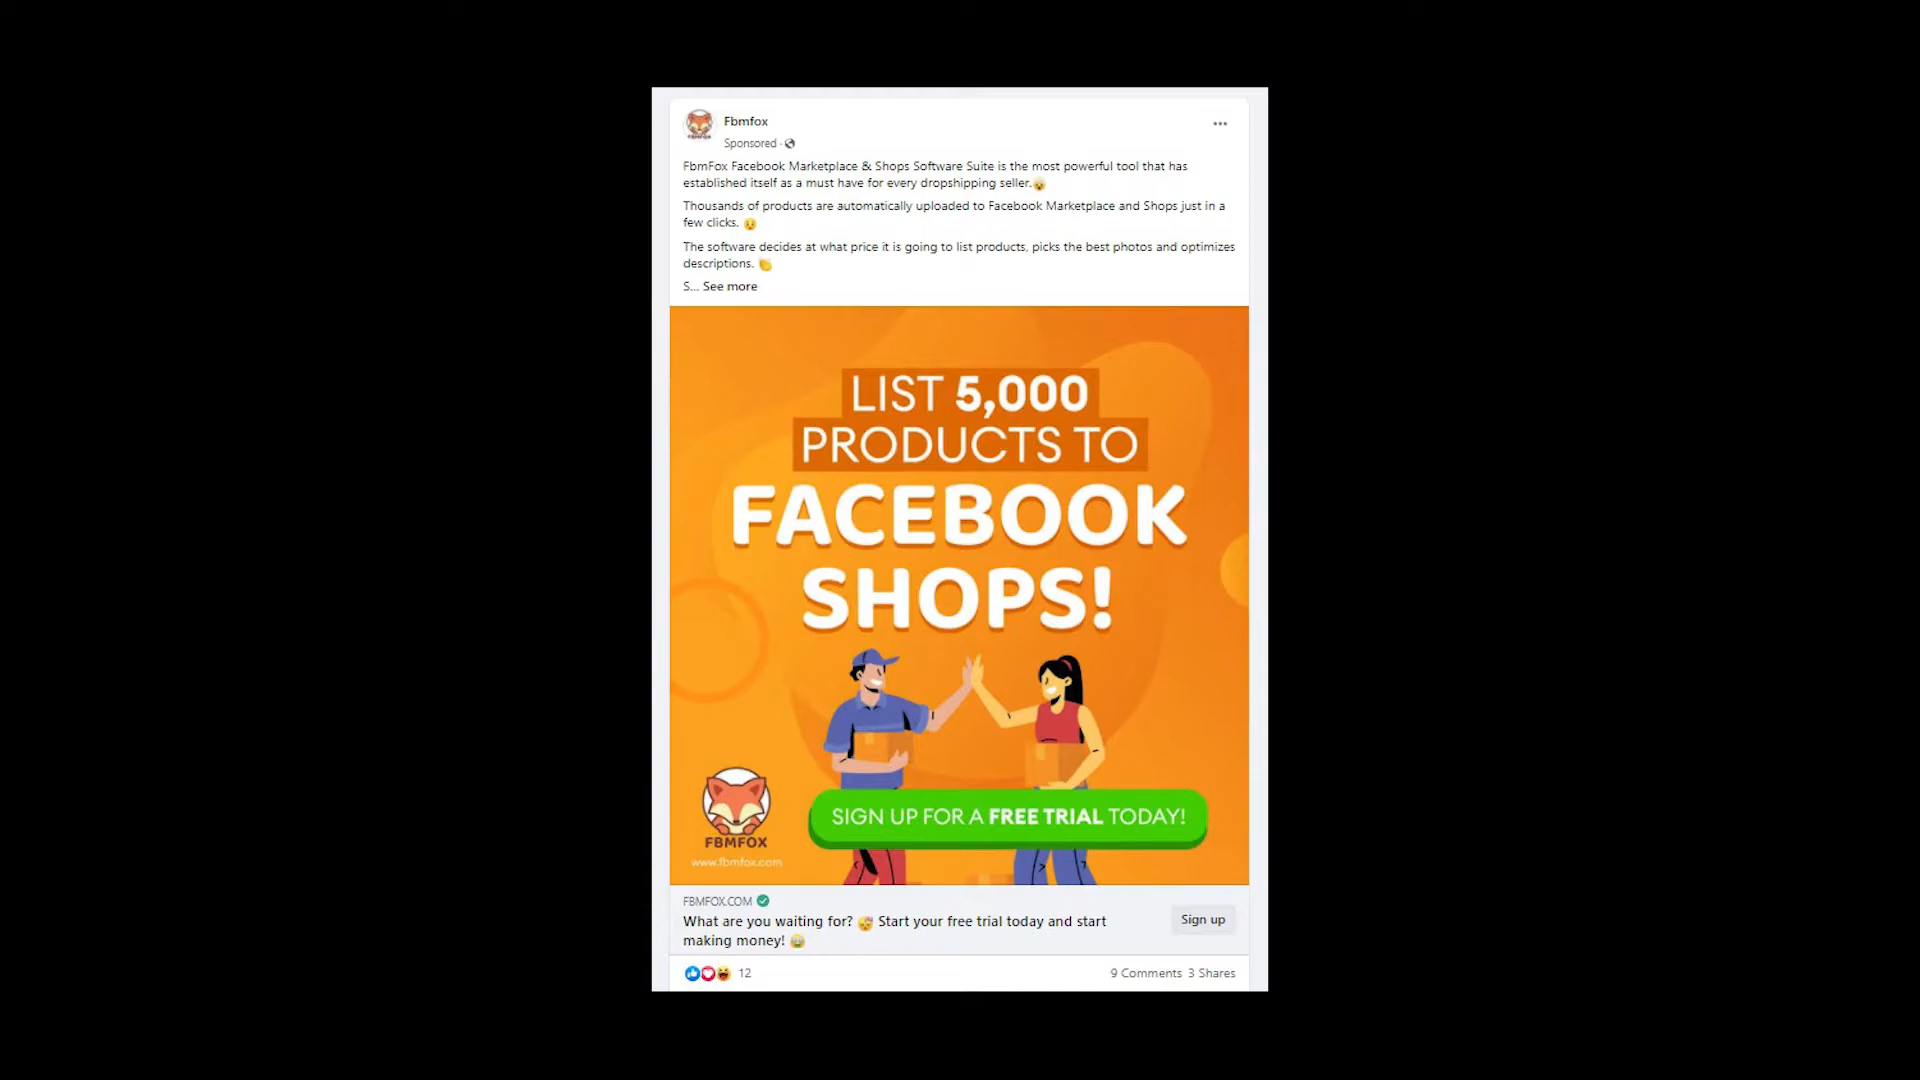 Fbmfox
Sponsored ·
FbmFox Facebook Marketplace & Shops Software Suite is the most powerful tool that has
established itself as a must have for every dropshipping seller.😮
Thousands of products are automatically uploaded to Facebook Marketplace and Shops just in a
few clicks.
The software decides at what price it is going to list products, picks the best photos and optimizes
descriptions.
S... See more
LIST 5,000
PRODUCTS TO
FACEBOOK
SHOPS!
SIGN UP FOR A FREE TRIAL TODAY!
FBMFOX
www.fbmfox.com
FBMFOX.COM
What are you waiting for? Start your free trial today and start
making money!
Sign up
12
9 Comments 3 Shares